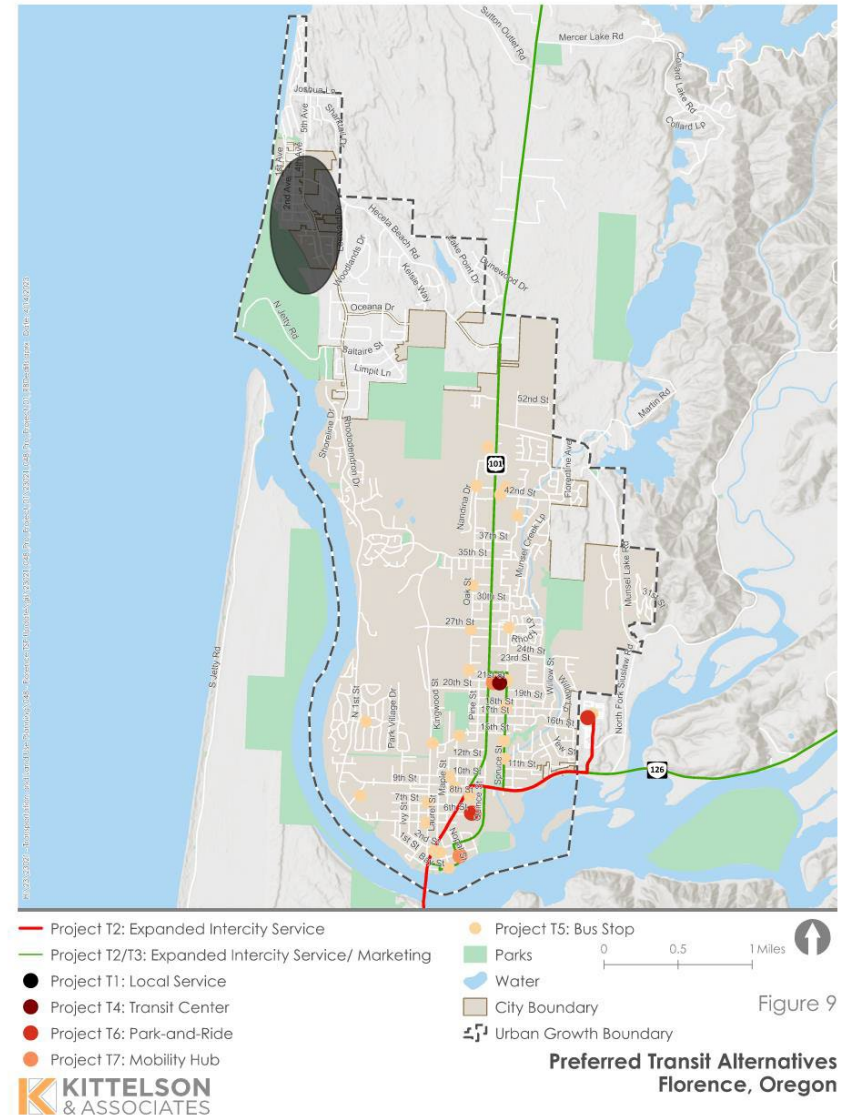 Sutton Outlet Rd
Mercer Lake Rd
Collard Lake Rd
Collard Lp
Joshua Ln
5th Ave
1st Ave
4th Ave
2nd Ave
Heceta Beach Rd
Woodlands Dr
Kelsie Way
Lake Point Dr
Dunewood Dr
N Jetty Rd
Oceana Dr
Saltaire St
Limpit Ln
52nd St
Martin Rd
Shoreline Dr
Rhododendron Dr
101
Florentine Ave
Nandina Dr
42nd St
37th St
Munsel Creek Lp
35th St
Munsel Lake Rd
Oak St
30th St
31st St
27th St
24th St
23rd St
S Jetty Rd
20th St
19th St
18th St
17th St
16th St
15th St
Willow St
North Fork Siuslaw Rd
N 1st St
Park Village Dr
Kingwood St
Pine St
Spruce St
Yew St
12th St
11th St
10th St
126
9th St
Maple St
8th St
7th St
6th St
Quince St
Ivy St
Laurel St
2nd St
1st St
Bay St
Project T2: Expanded Intercity Service
Project T2/T3: Expanded Intercity Service/ Marketing
Project T1: Local Service
Project T4: Transit Center
Project T6: Park-and-Ride
Project T7: Mobility Hub
Project T5: Bus Stop
Parks
Water
City Boundary
Urban Growth Boundary
0 0.5 1 Miles
Figure 9
Preferred Transit Alternatives
Florence, Oregon
KITTELSON
& ASSOCIATES